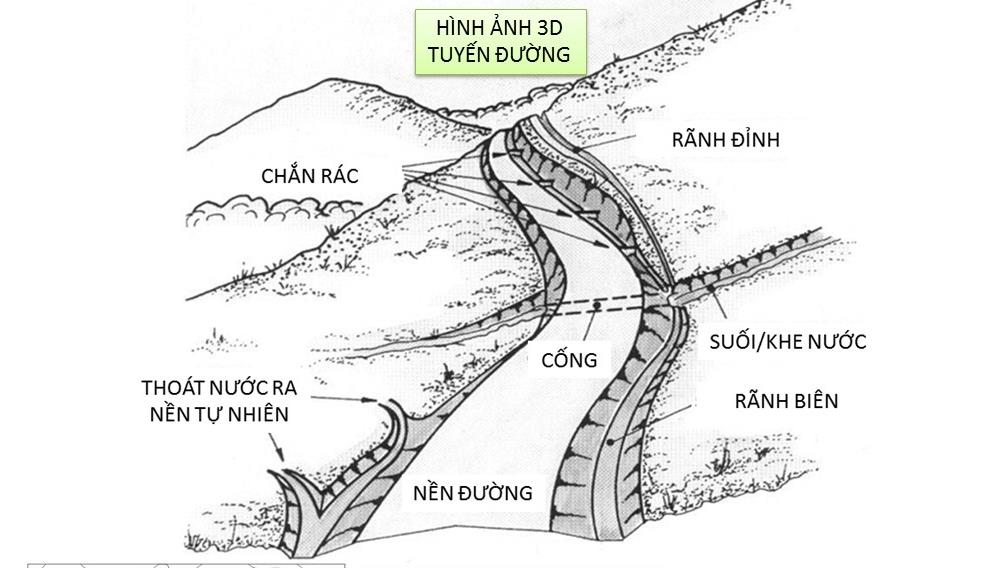 HÌNH ẢNH 3D
TUYẾN ĐƯỜNG
RÃNH ĐỈNH
CHẮN RÁC
SUỐI/KHE NƯỚC
CỐNG
THOÁT NƯỚC RA
NỀN TỰ NHIÊN
RÃNH BIÊN
NỀN ĐƯỜNG